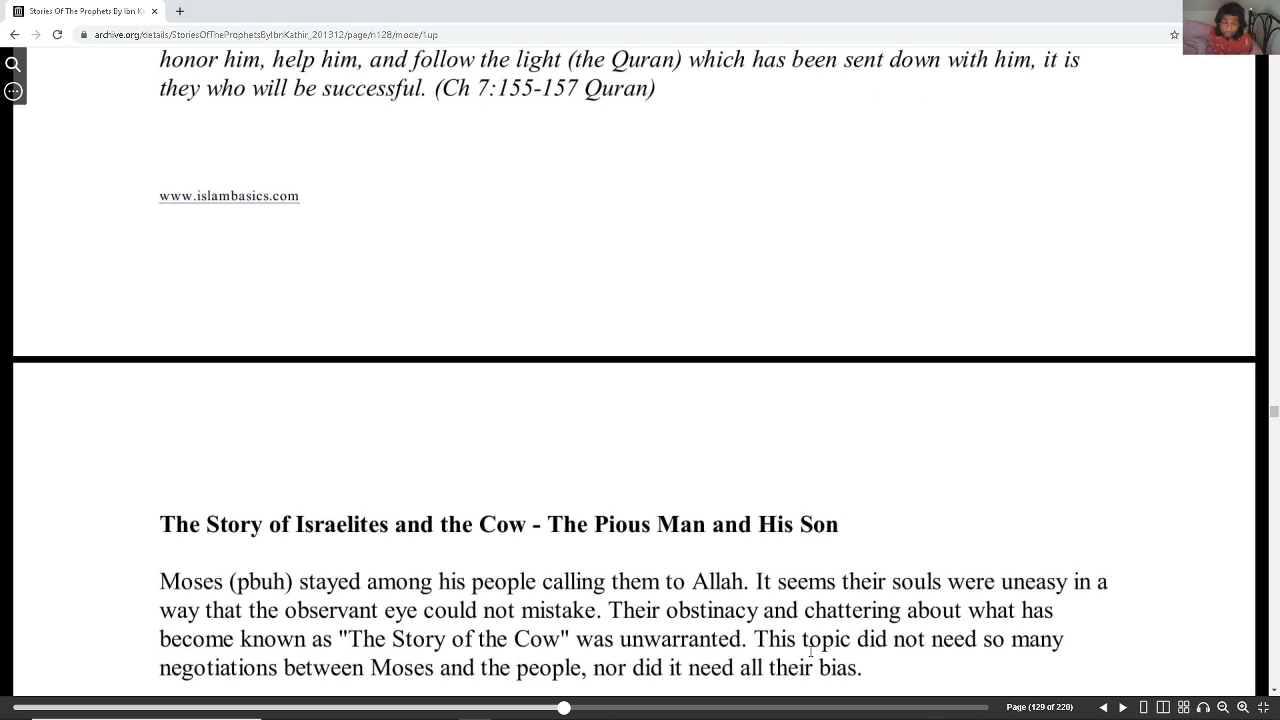 Stories Of The Prophets By Ibn K
archive.org/details/StoriesOfTheProphetsByIbnKathir_201312/page/n128/mode/1up
honor him, help him, and follow the light (the Quran) which has been sent down with him, it is
they who will be successful. (Ch 7:155-157 Quran)
www.islambasics.com
The Story of Israelites and the Cow - The Pious Man and His Son
Moses (pbuh) stayed among his people calling them to Allah. It seems their souls were uneasy in a
way that the observant eye could not mistake. Their obstinacy and chattering about what has
become known as "The Story of the Cow" was unwarranted. This topic did not need so many
negotiations between Moses and the people, nor did it need all their bias.
Page (129 of 228)